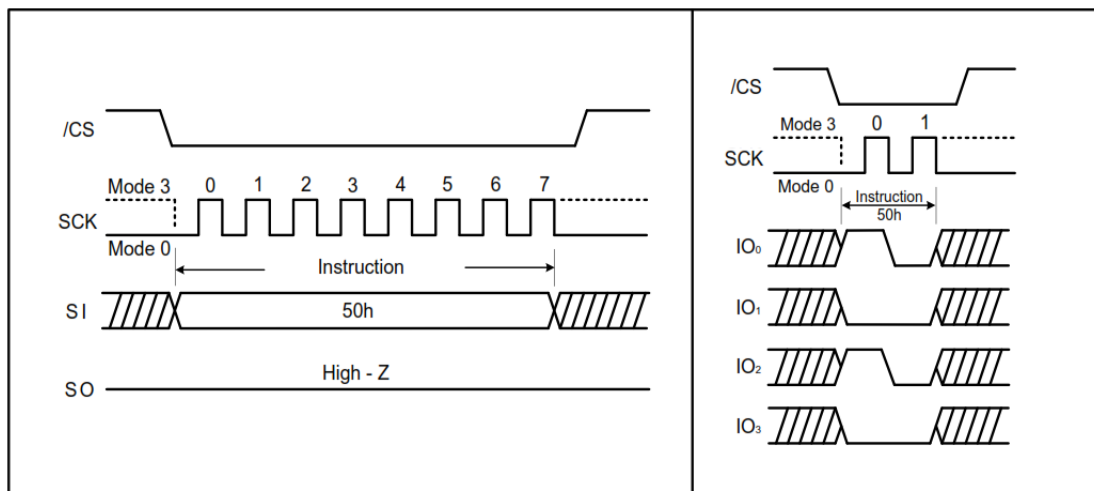 /CS
Mode 3 0 1 2 3 4 5 6 7
SCK
Mode 0
Instruction
SI 50h
High - Z
SO
/CS
Mode 3 0 1
SCK
Mode 0
Instruction
50h
IO₀
IO₁
IO₂
IO₃